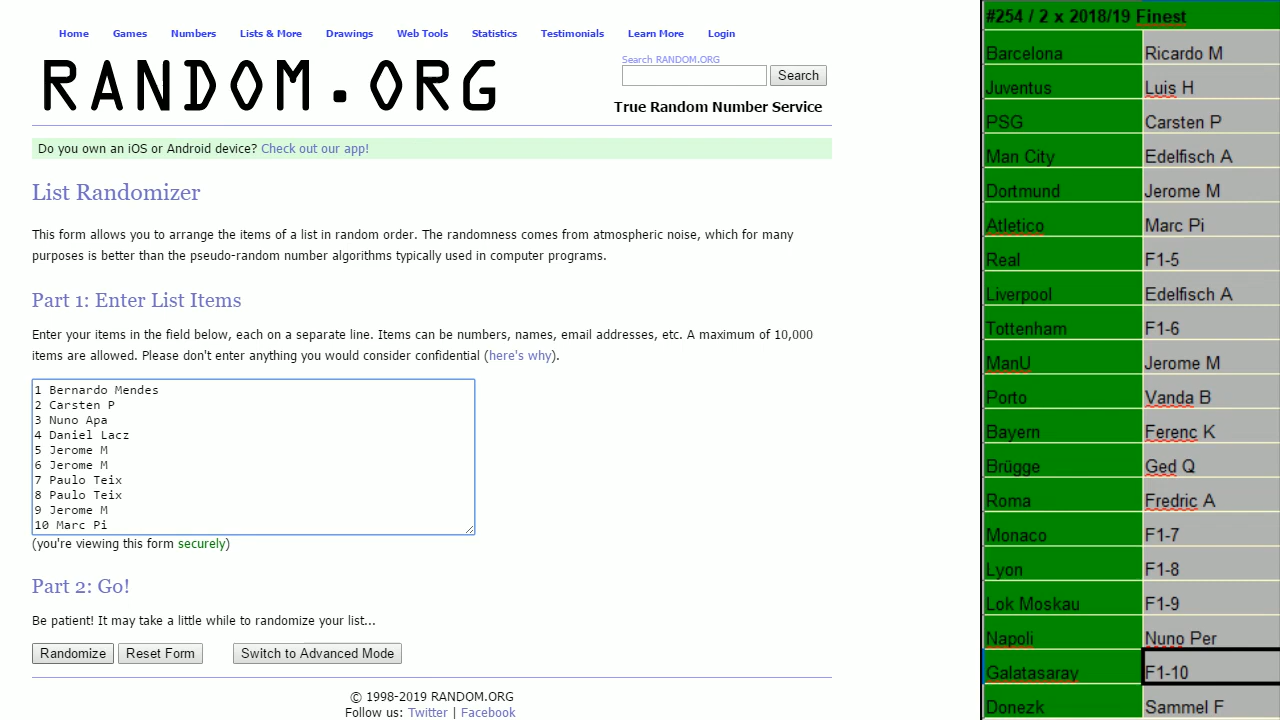 Home Games Numbers Lists & More Drawings Web Tools Statistics Testimonials Learn More Login
RANDOM.ORG
Search RANDOM.ORG
Search
True Random Number Service
Do you own an iOS or Android device? Check out our app!
List Randomizer
This form allows you to arrange the items of a list in random order. The randomness comes from atmospheric noise, which for many
purposes is better than the pseudo-random number algorithms typically used in computer programs.
Part 1: Enter List Items
Enter your items in the field below, each on a separate line. Items can be numbers, names, email addresses, etc. A maximum of 10,000
items are allowed. Please don't enter anything you would consider confidential (here's why).
1 Bernardo Mendes
2 Carsten P
3 Nuno Apa
4 Daniel Lacz
5 Jerome M
6 Jerome M
7 Paulo Teix
8 Paulo Teix
9 Jerome M
10 Marc Pi
(you're viewing this form securely)
Part 2: Go!
Be patient! It may take a little while to randomize your list...
Randomize Reset Form Switch to Advanced Mode
© 1998-2019 RANDOM.ORG
Follow us: Twitter | Facebook
#254 / 2 x 2018/19 Finest
Barcelona Ricardo M
Juventus Luis H
PSG Carsten P
Man City Edelfisch A
Dortmund Jerome M
Atletico Marc Pi
Real F1-5
Liverpool Edelfisch A
Tottenham F1-6
ManU Jerome M
Porto Vanda B
Bayern Ferenc K
Brügge Ged Q
Roma Fredric A
Monaco F1-7
Lyon F1-8
Lok Moskau F1-9
Napoli Nuno Per
Galatasaray F1-10
Donezk Sammel F